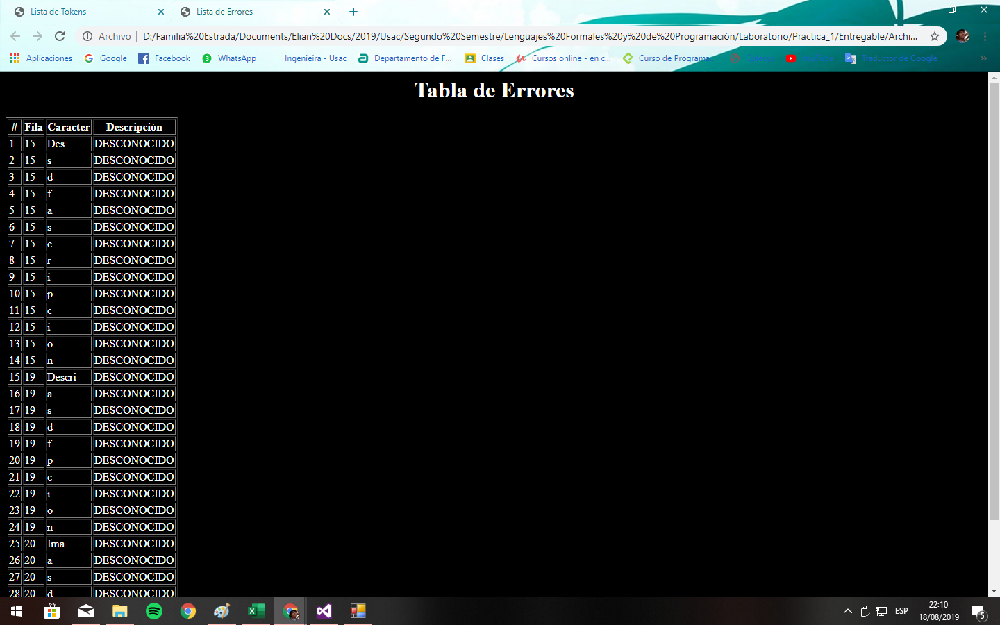 Lista de Tokens
Lista de Errores
Archivo | D:/Familia%20Estrada/Documents/Elian%20Docs/2019/Usac/Segundo%20Semestre/Lenguajes%20Formales%20y%20de%20Programación/Laboratorio/Practica_1/Entregable/Archi...
Aplicaciones Google Facebook WhatsApp Ingenieira - Usac Departamento de F... Clases Cursos online - en c... Curso de Programa... Traductor de Google »
Tabla de Errores
# Fila Caracter Descripción
1 15 Des DESCONOCIDO
2 15 s DESCONOCIDO
3 15 d DESCONOCIDO
4 15 f DESCONOCIDO
5 15 a DESCONOCIDO
6 15 s DESCONOCIDO
7 15 c DESCONOCIDO
8 15 r DESCONOCIDO
9 15 i DESCONOCIDO
10 15 p DESCONOCIDO
11 15 c DESCONOCIDO
12 15 i DESCONOCIDO
13 15 o DESCONOCIDO
14 15 n DESCONOCIDO
15 19 Descri DESCONOCIDO
16 19 a DESCONOCIDO
17 19 s DESCONOCIDO
18 19 d DESCONOCIDO
19 19 f DESCONOCIDO
20 19 p DESCONOCIDO
21 19 c DESCONOCIDO
22 19 i DESCONOCIDO
23 19 o DESCONOCIDO
24 19 n DESCONOCIDO
25 20 Ima DESCONOCIDO
26 20 a DESCONOCIDO
27 20 s DESCONOCIDO
28 20 d DESCONOCIDO
ESP
22:10
18/08/2019
5